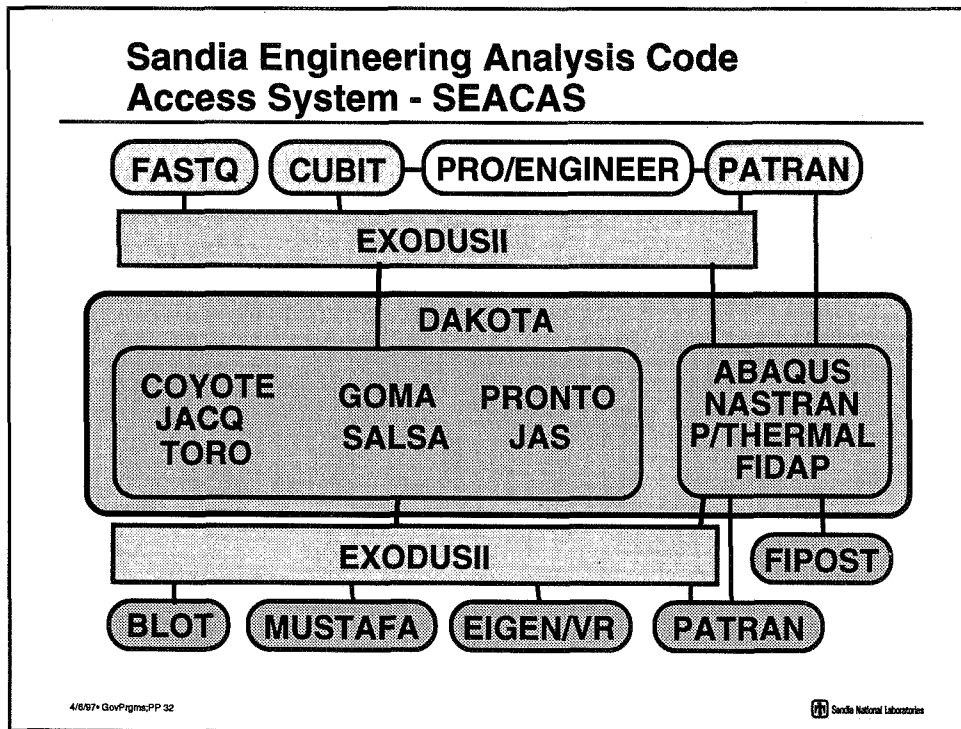 Sandia Engineering Analysis Code
Access System - SEACAS
FASTQ
CUBIT
PRO/ENGINEER
PATRAN
EXODUSII
DAKOTA
COYOTE
JACQ
TORO
GOMA
SALSA
PRONTO
JAS
ABAQUS
NASTRAN
P/THERMAL
FIDAP
EXODUSII
FIPOST
BLOT
MUSTAFA
EIGEN/VR
PATRAN
4/6/97• GovPrgms;PP 32
Sandia National Laboratories